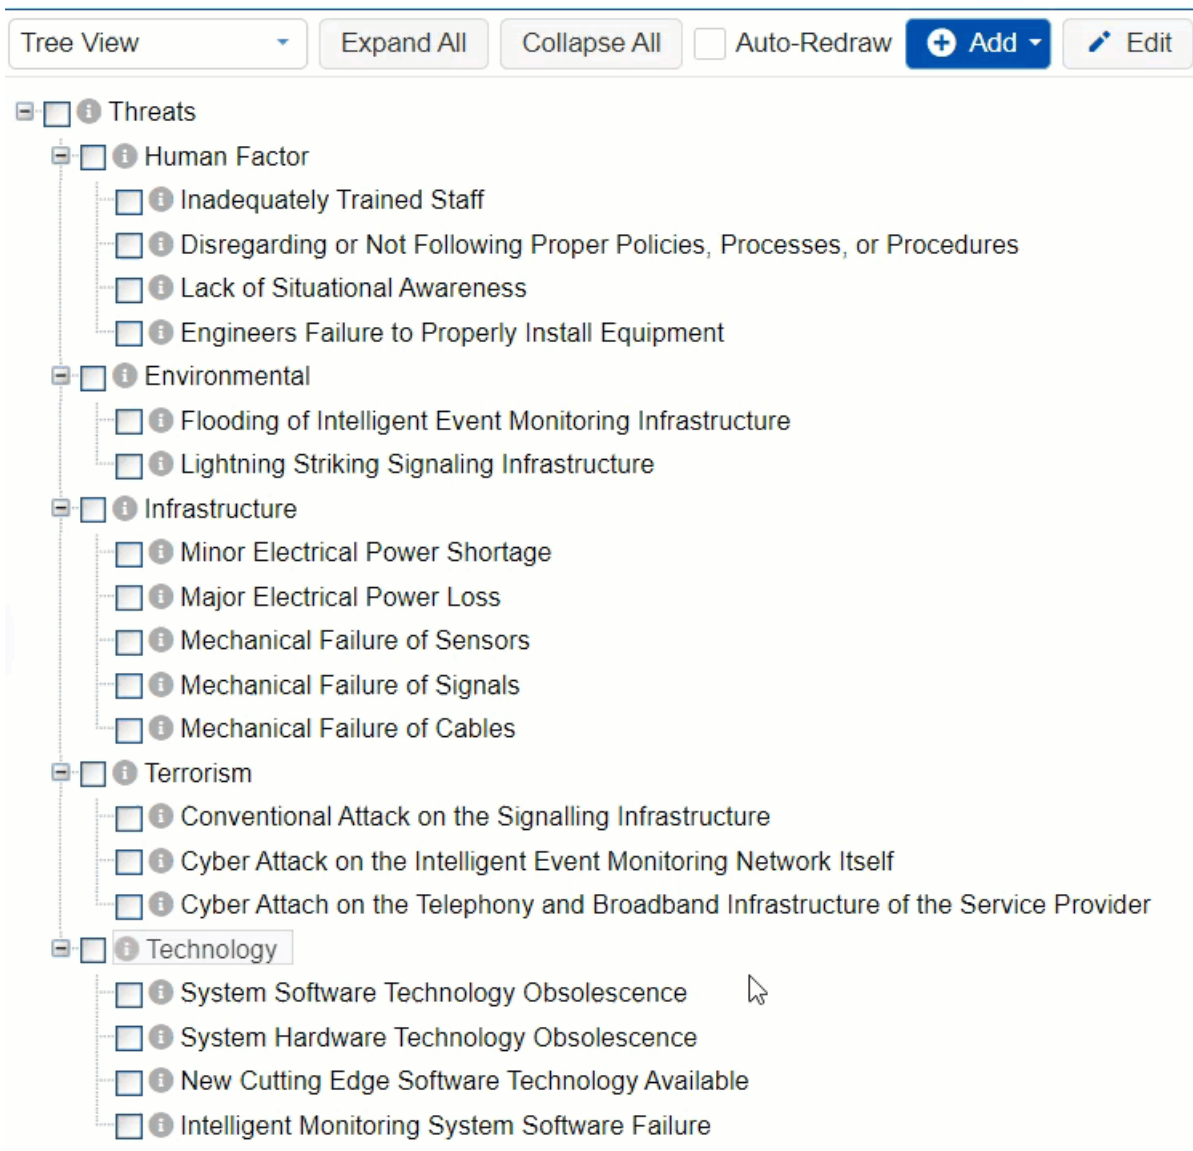 Tree View Expand All Collapse All Auto-Redraw Add Edit
Threats
Human Factor
Inadequately Trained Staff
Disregarding or Not Following Proper Policies, Processes, or Procedures
Lack of Situational Awareness
Engineers Failure to Properly Install Equipment
Environmental
Flooding of Intelligent Event Monitoring Infrastructure
Lightning Striking Signaling Infrastructure
Infrastructure
Minor Electrical Power Shortage
Major Electrical Power Loss
Mechanical Failure of Sensors
Mechanical Failure of Signals
Mechanical Failure of Cables
Terrorism
Conventional Attack on the Signalling Infrastructure
Cyber Attack on the Intelligent Event Monitoring Network Itself
Cyber Attach on the Telephony and Broadband Infrastructure of the Service Provider
Technology
System Software Technology Obsolescence
System Hardware Technology Obsolescence
New Cutting Edge Software Technology Available
Intelligent Monitoring System Software Failure